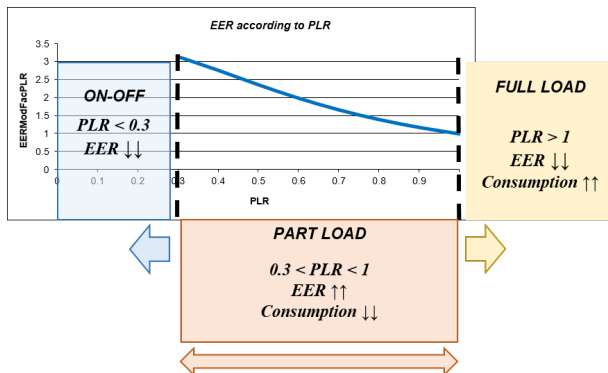 EER according to PLR
EERModFacPLR
3.5
3
2.5
2
1.5
1
0.5
0
0
0.1
0.2
0.3
0.4
0.5
0.6
0.7
0.8
0.9
PLR
ON-OFF
PLR < 0.3
EER ↓↓
FULL LOAD
PLR > 1
EER ↓↓
Consumption ↑↑
PART LOAD
0.3 < PLR < 1
EER ↑↑
Consumption ↓↓